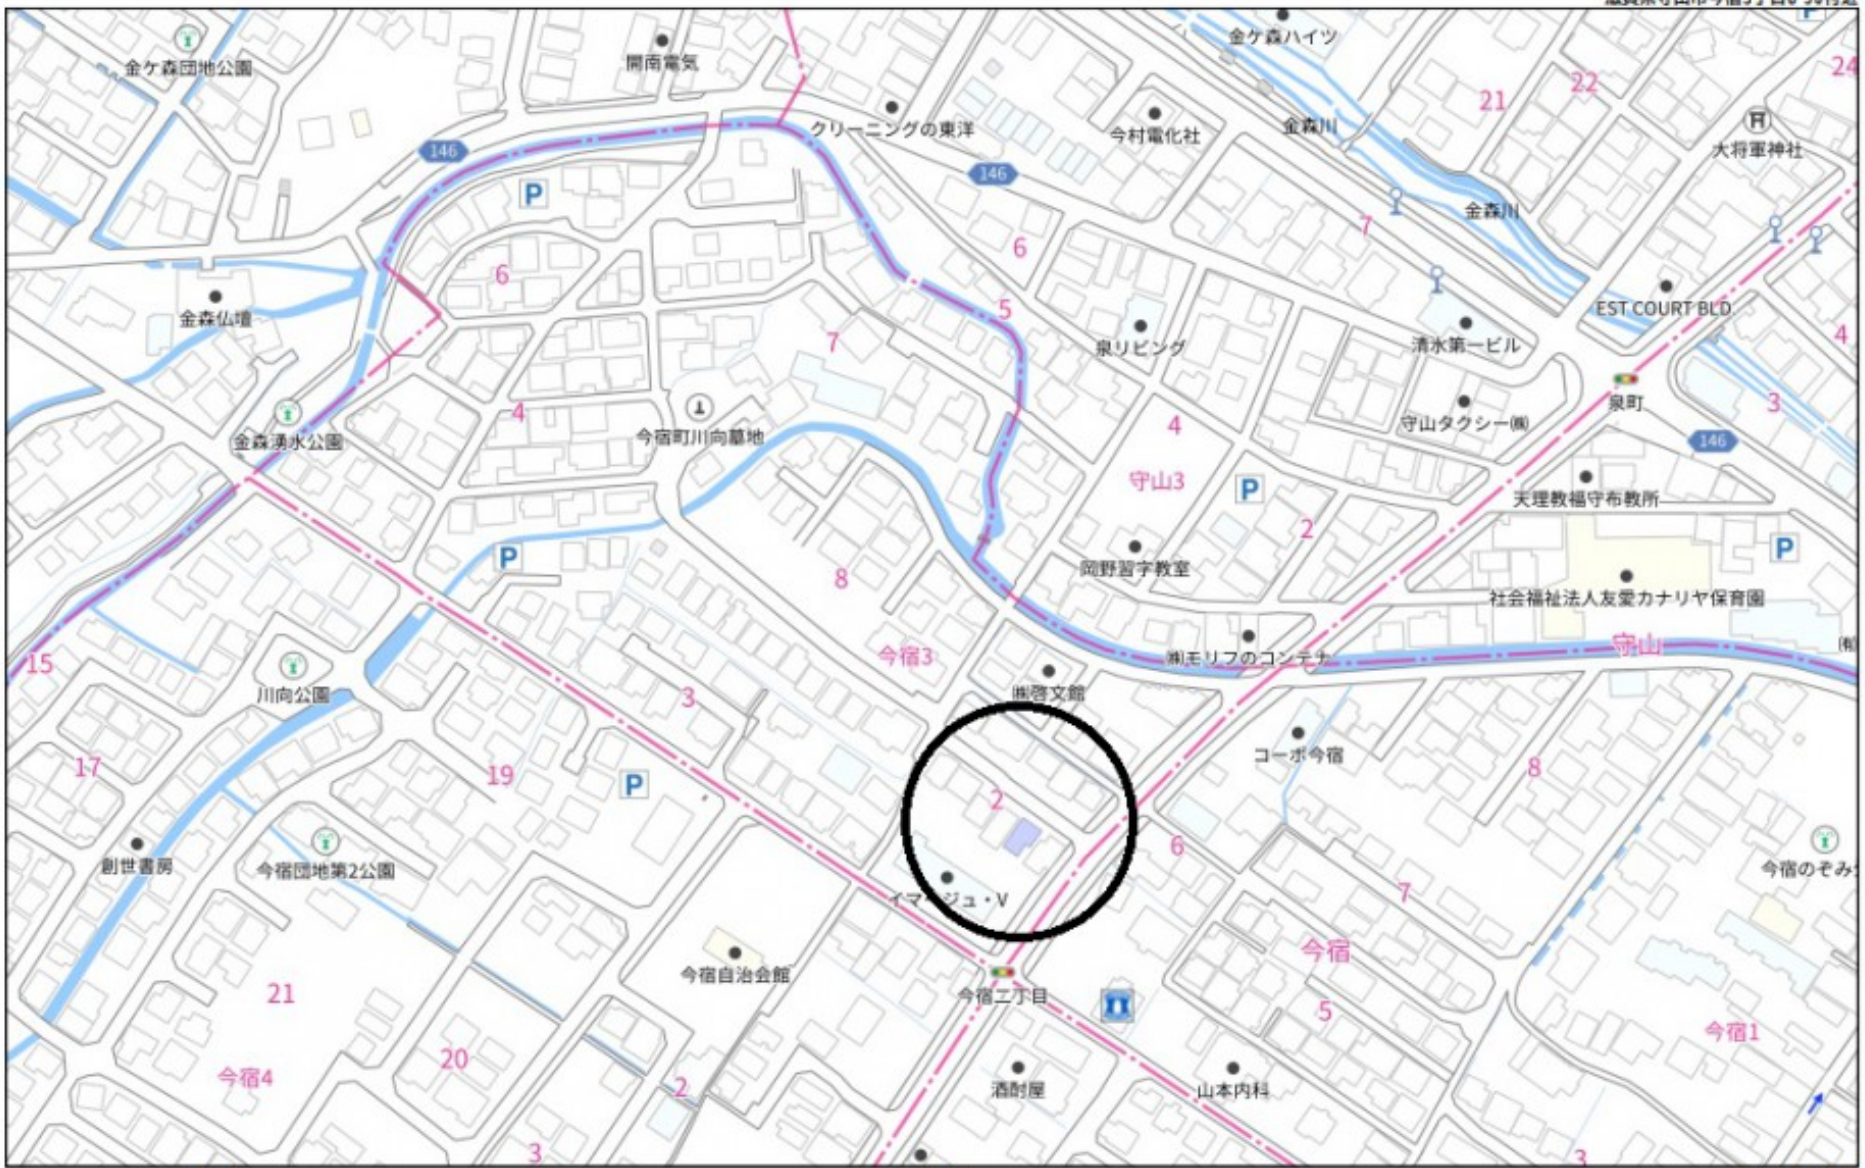 金ケ森団地公園
開南電気
金ケ森ハイツ
24
22
21
クリーニングの東洋
今村電化社
金森川
大将軍神社
146
146
P
金森川
7
6
6
5
金森仏壇
EST COURT BLD.
7
泉リビング
清水第一ビル
4
泉町
3
4
金森湧水公園
今宿町川向墓地
4
守山タクシー㈱
146
守山3
P
天理教福守布教所
2
P
8
岡野習字教室
P
社会福祉法人友愛カナリヤ保育園
今宿3
㈱モリフのコンテナ
守山
㈲
15
川向公園
3
㈱啓文館
17
19
P
コーポ今宿
8
2
創世書房
今宿団地第2公園
6
今宿のぞみ
イマージュ・V
7
今宿自治会館
今宿
21
今宿二丁目
5
今宿1
20
今宿4
2
酒酎屋
山本内科
3
3